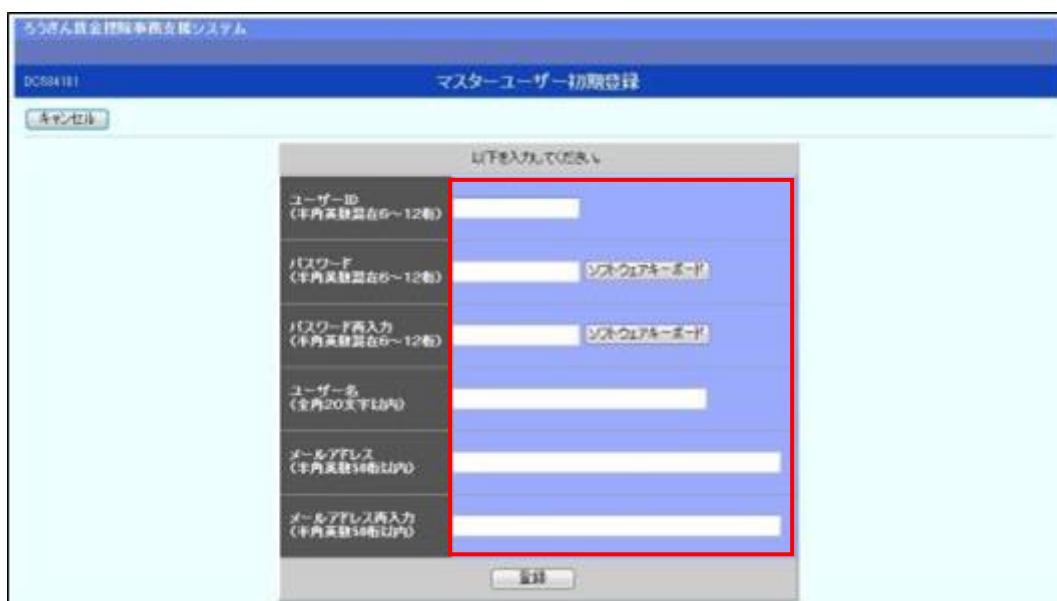 ろうきん賃金控除事務支援システム
マスターユーザー初期登録
キャンセル
以下を入力してください
ユーザーID
(半角英数混在6～12桁)
パスワード
(半角英数混在6～12桁)
ソフトウェアキーボード
パスワード再入力
(半角英数混在6～12桁)
ソフトウェアキーボード
ユーザー名
(全角20文字以内)
メールアドレス
(半角英数50桁以内)
メールアドレス再入力
(半角英数50桁以内)
登録